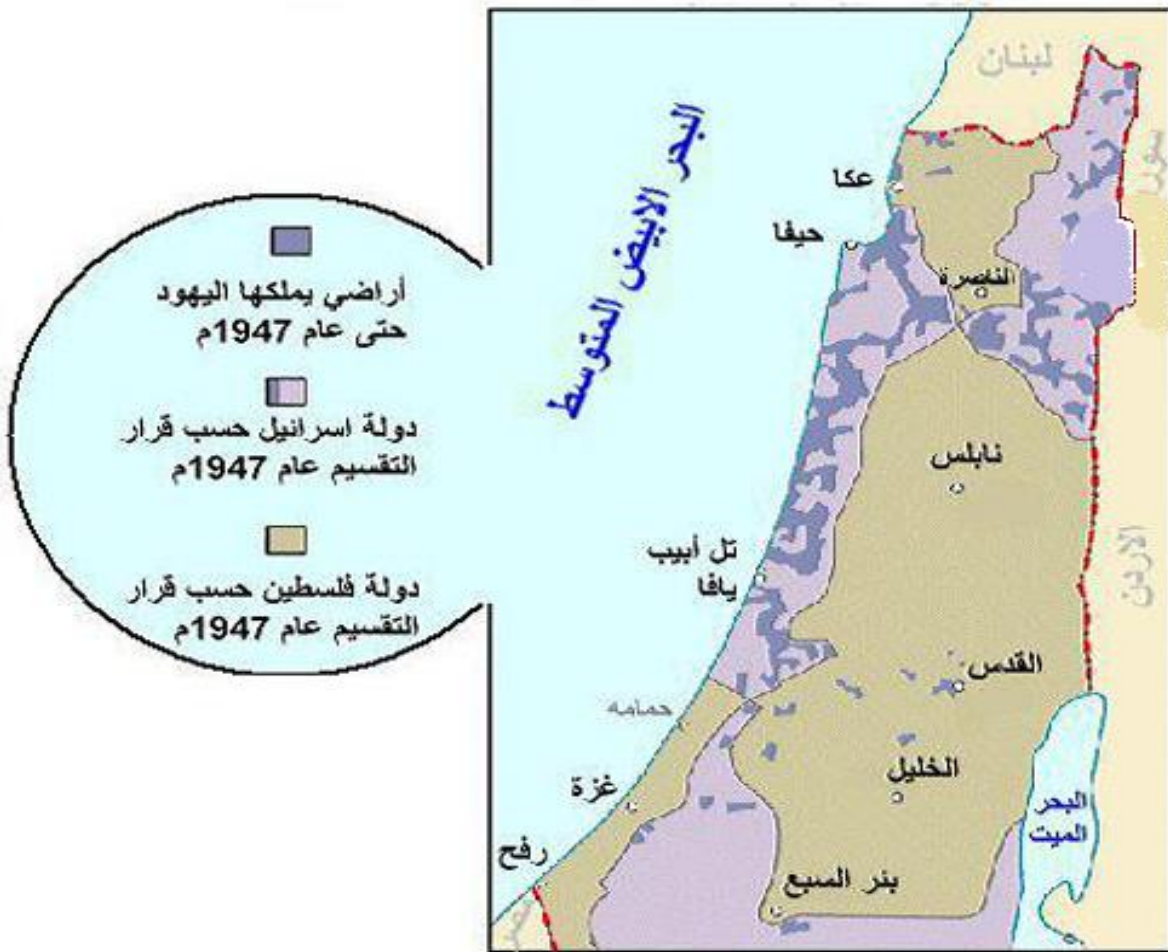 أراضي يملكها اليهود
حتى عام 1947م
دولة اسرائيل حسب قرار
التقسيم عام 1947م
دولة فلسطين حسب قرار
التقسيم عام 1947م
لبنان
البحر الابيض المتوسط
عكا
حيفا
الناصرة
نابلس
تل أبيب
يافا
الاردن
القدس
حمامه
الخليل
غزة
البحر
الميت
رفح
بئر السبع
مصر